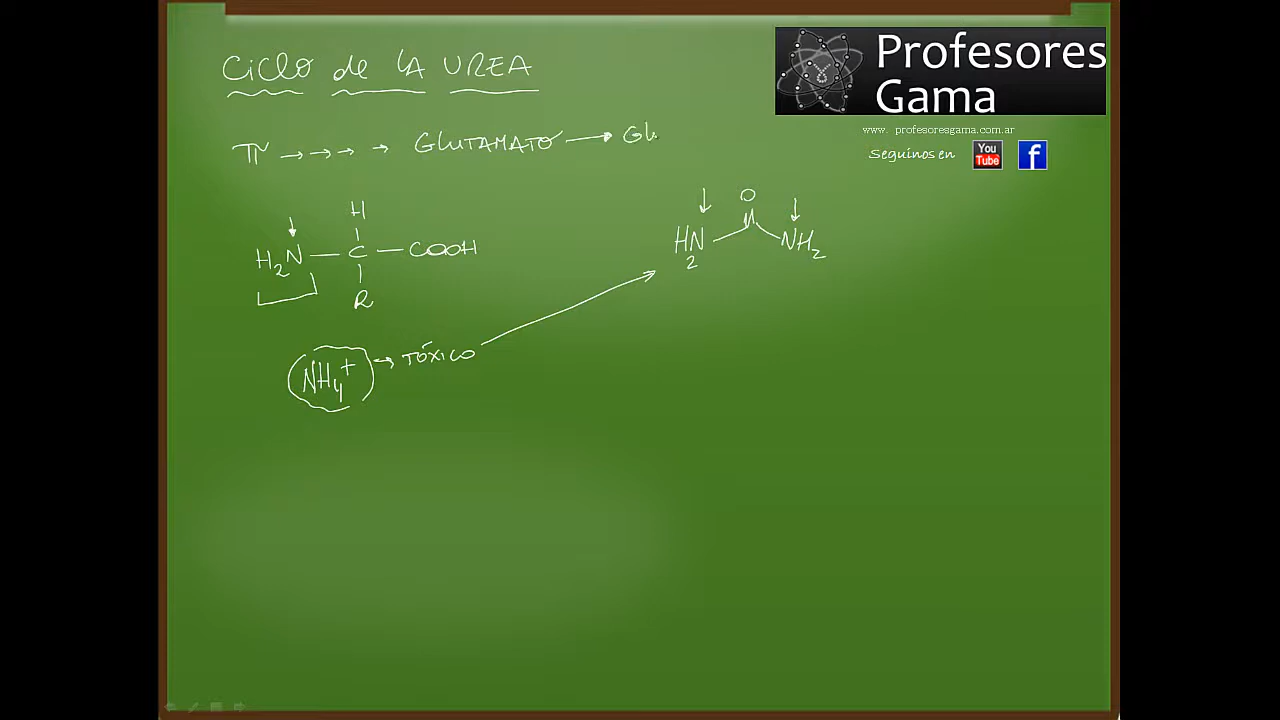 Ciclo de LA UREA
Profesores
Gama
www. profesoresgama.com.ar
Seguinos en You Tube f
→ → → → GLUTAMATO → Gl
H
H2N — C — COOH
R
O
H2N NH2
NH4+ → TÓXICO